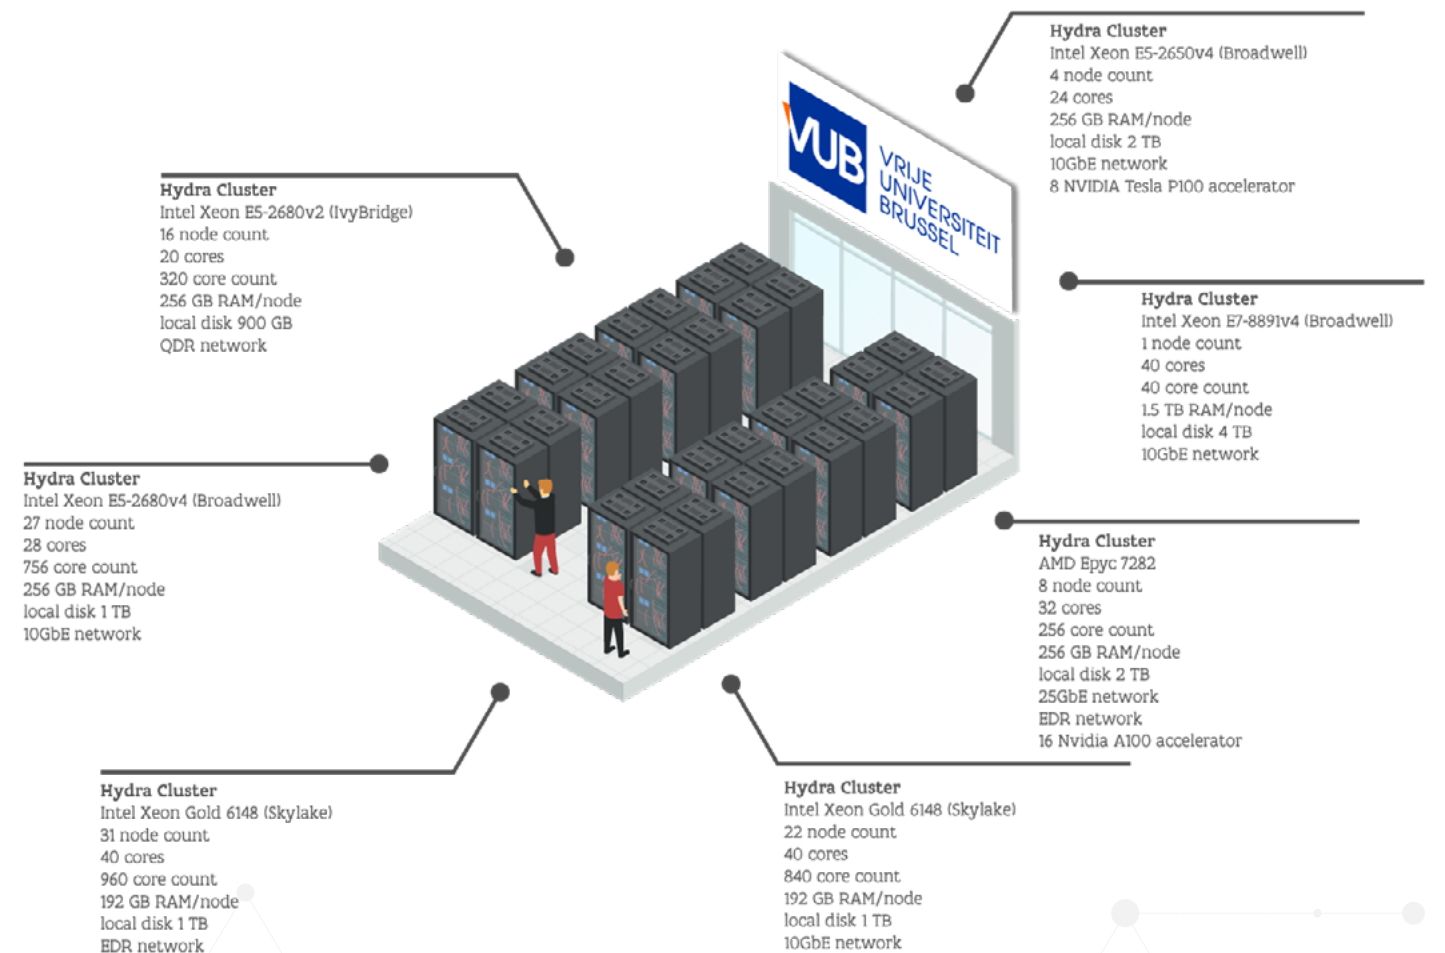 Hydra Cluster
Intel Xeon E5-2650v4 (Broadwell)
4 node count
24 cores
256 GB RAM/node
local disk 2 TB
10GbE network
8 NVIDIA Tesla P100 accelerator
VUB
VRIJE
UNIVERSITEIT
BRUSSEL
Hydra Cluster
Intel Xeon E5-2680v2 (IvyBridge)
16 node count
20 cores
320 core count
256 GB RAM/node
local disk 900 GB
QDR network
Hydra Cluster
Intel Xeon E7-8891v4 (Broadwell)
1 node count
40 cores
40 core count
1.5 TB RAM/node
local disk 4 TB
10GbE network
Hydra Cluster
Intel Xeon E5-2680v4 (Broadwell)
27 node count
28 cores
756 core count
256 GB RAM/node
local disk 1 TB
10GbE network
Hydra Cluster
AMD Epyc 7282
8 node count
32 cores
256 core count
256 GB RAM/node
local disk 2 TB
25GbE network
EDR network
16 Nvidia A100 accelerator
Hydra Cluster
Intel Xeon Gold 6148 (Skylake)
31 node count
40 cores
960 core count
192 GB RAM/node
local disk 1 TB
EDR network
Hydra Cluster
Intel Xeon Gold 6148 (Skylake)
22 node count
40 cores
840 core count
192 GB RAM/node
local disk 1 TB
10GbE network